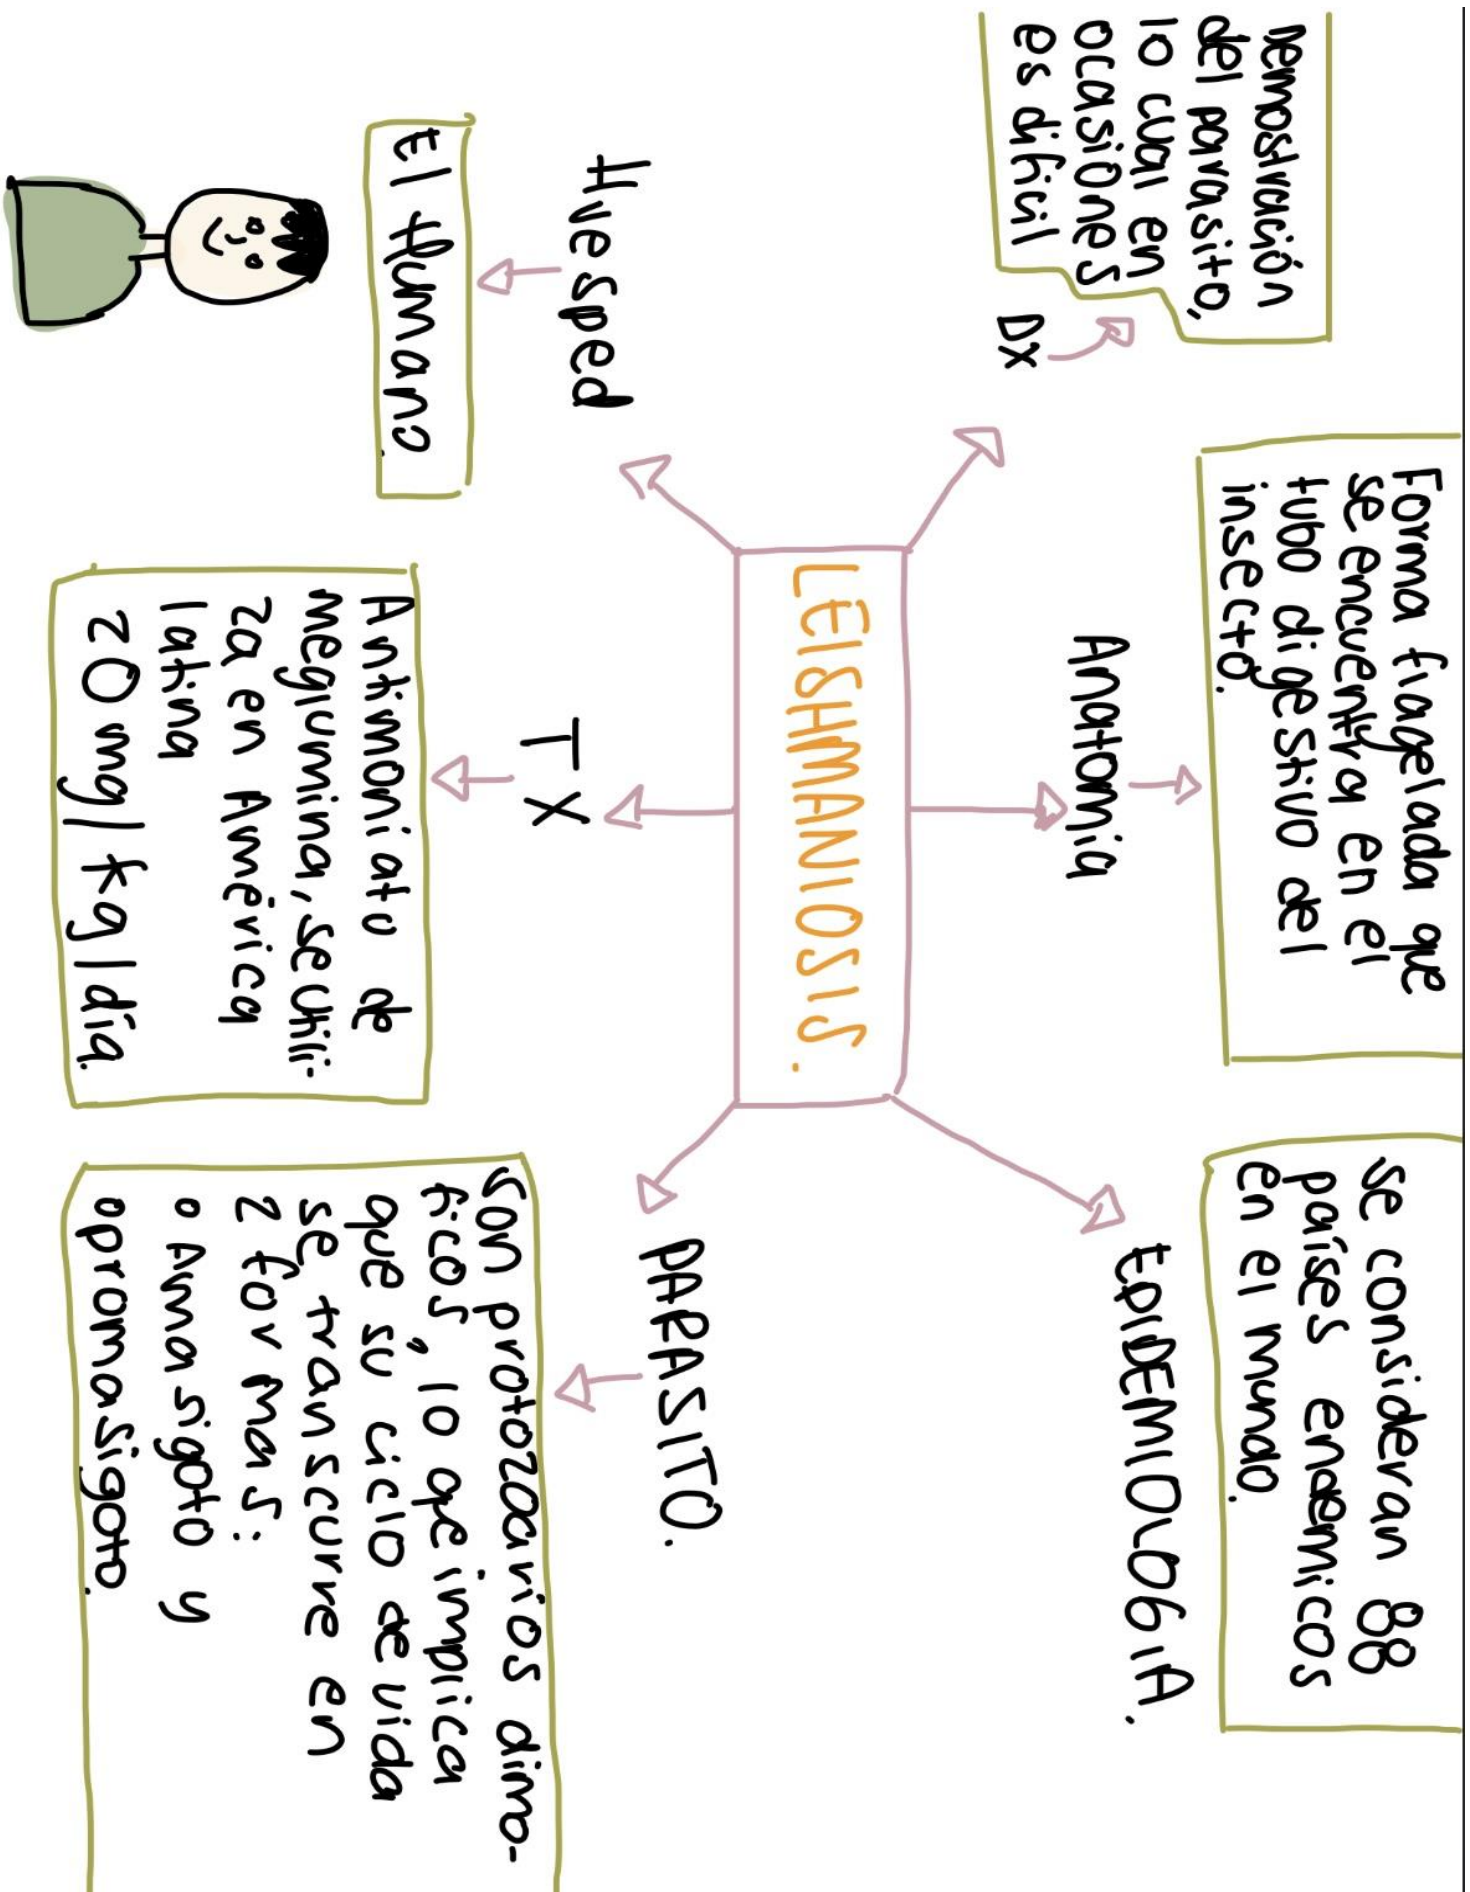 Demostración
del parasito,
lo cual en
ocasiones
es dificil
Dx
Forma flagelada que
se encuentra en el
tubo digestivo del
insecto.
Anatomia
Se consideran 88
países endemicos
en el mundo.
EPIDEMIOLOGIA.
LEISHMANIOSIS.
Huesped
El Humano.
TX
Antimoniato de
meglumina, se utili-
za en América
latina
20 mg/kg/día.
PARASITO.
Son protozoarios dimo-
ficos, lo que implica
que su ciclo de vida
se transcurre en
2 formas:
o Amasigoto y
o promasigoto.